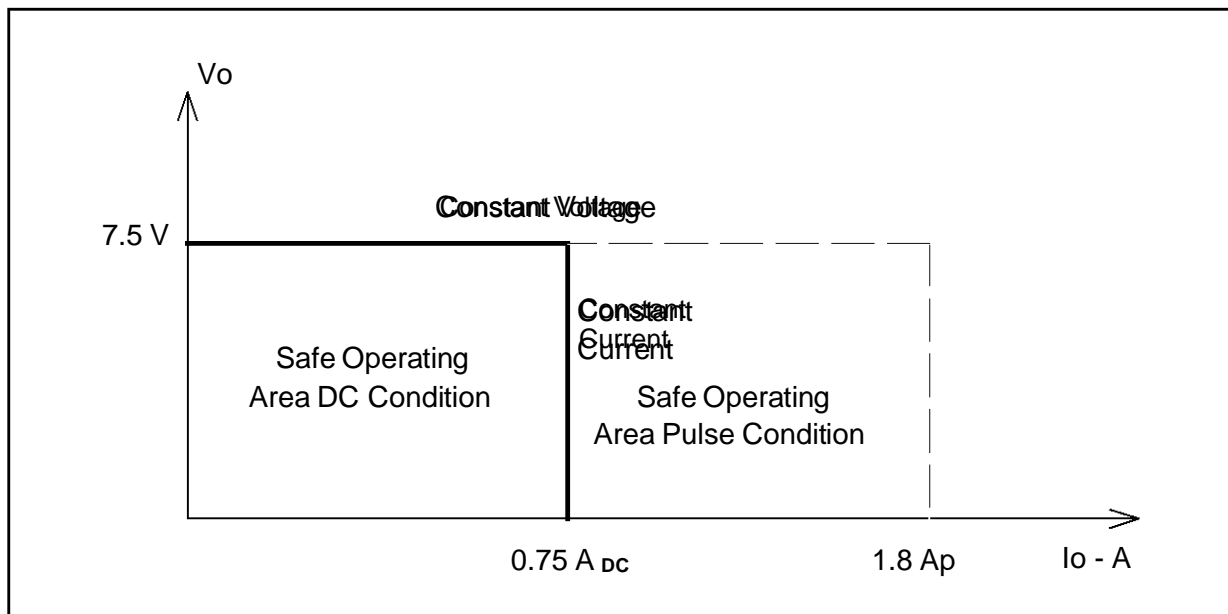 Vo
Constant Voltage
7.5 V
Constant
Current
Safe Operating
Area DC Condition
Safe Operating
Area Pulse Condition
0.75 A DC
1.8 Ap
Io - A